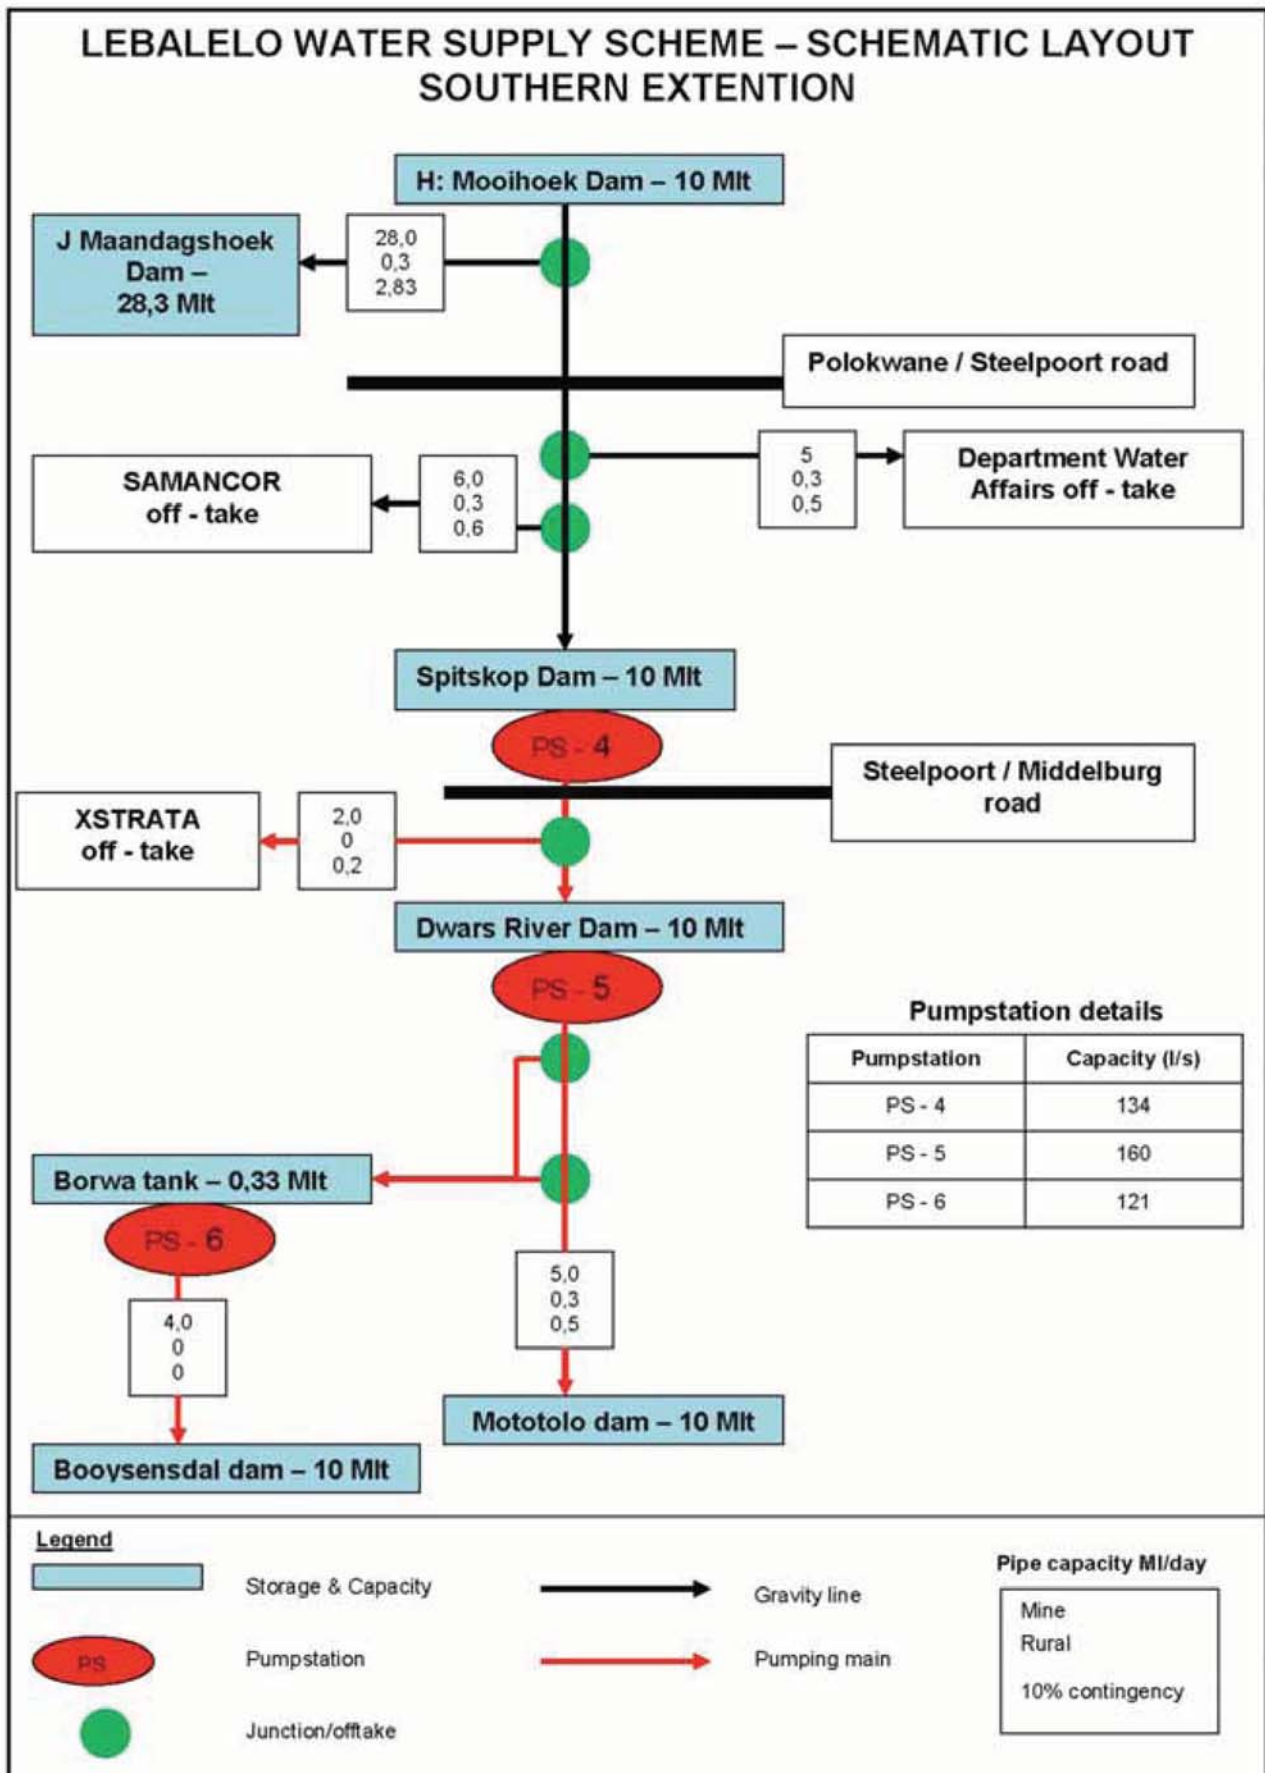 LEBALELO WATER SUPPLY SCHEME – SCHEMATIC LAYOUT
SOUTHERN EXTENTION
H: Mooihoek Dam – 10 Mlt
J Maandagshoek
Dam –
28,3 Mlt
28,0
0,3
2,83
Polokwane / Steelpoort road
SAMANCOR
off - take
6,0
0,3
0,6
5
0,3
0,5
Department Water
Affairs off - take
Spitskop Dam – 10 Mlt
PS - 4
Steelpoort / Middelburg
road
XSTRATA
off - take
2,0
0
0,2
Dwars River Dam – 10 Mlt
PS - 5
Pumpstation details
Pumpstation Capacity (l/s)
PS - 4 134
PS - 5 160
PS - 6 121
Borwa tank – 0,33 Mlt
PS - 6
4,0
0
0
5,0
0,3
0,5
Mototolo dam – 10 Mlt
Booysensdal dam – 10 Mlt
Legend
Storage & Capacity
Gravity line
PS
Pumpstation
Pumping main
Junction/offtake
Pipe capacity Ml/day
Mine
Rural
10% contingency